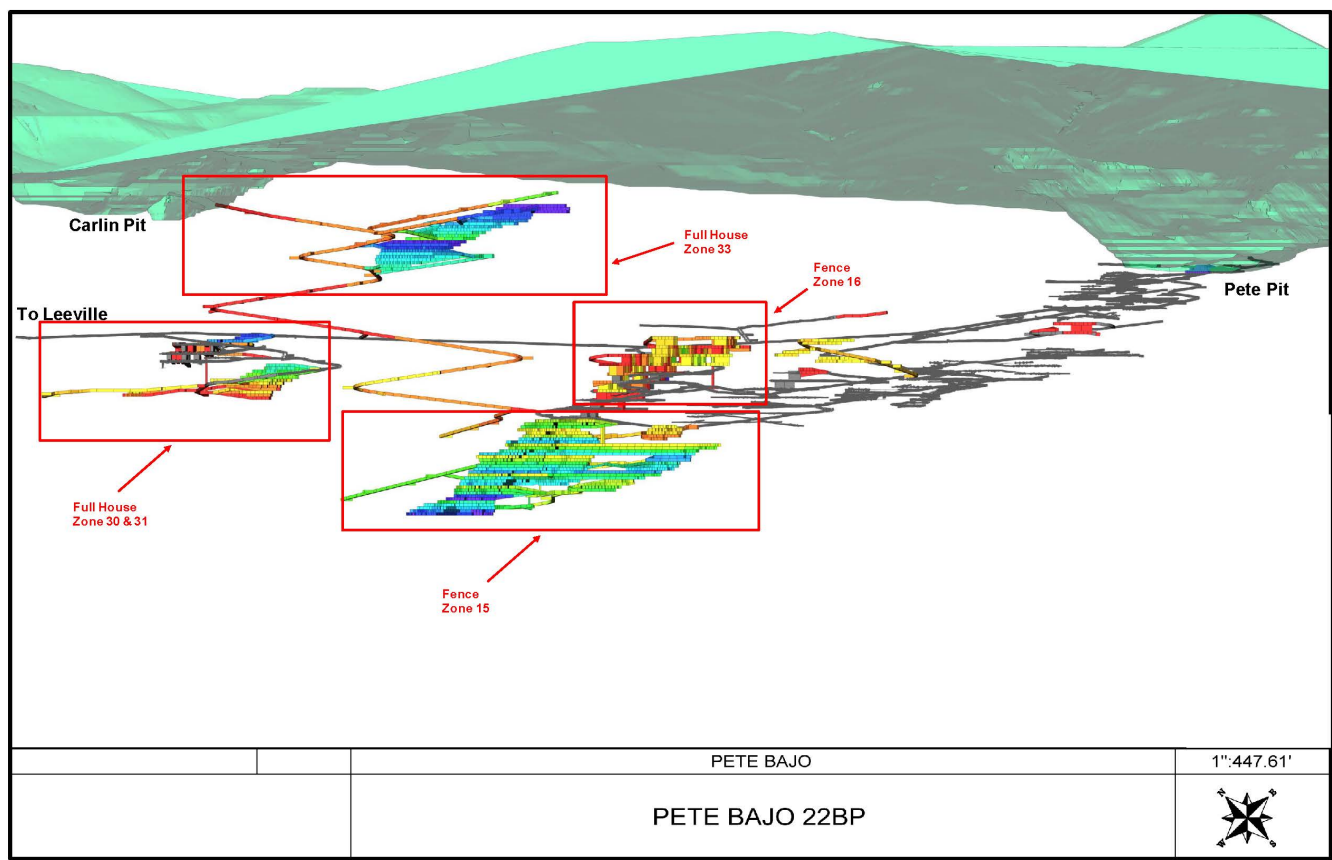 Carlin Pit
Full House
Zone 33
Fence
Zone 16
Pete Pit
To Leeville
Full House
Zone 30 & 31
Fence
Zone 15
PETE BAJO
1":447.61'
PETE BAJO 22BP
N
E
W
S